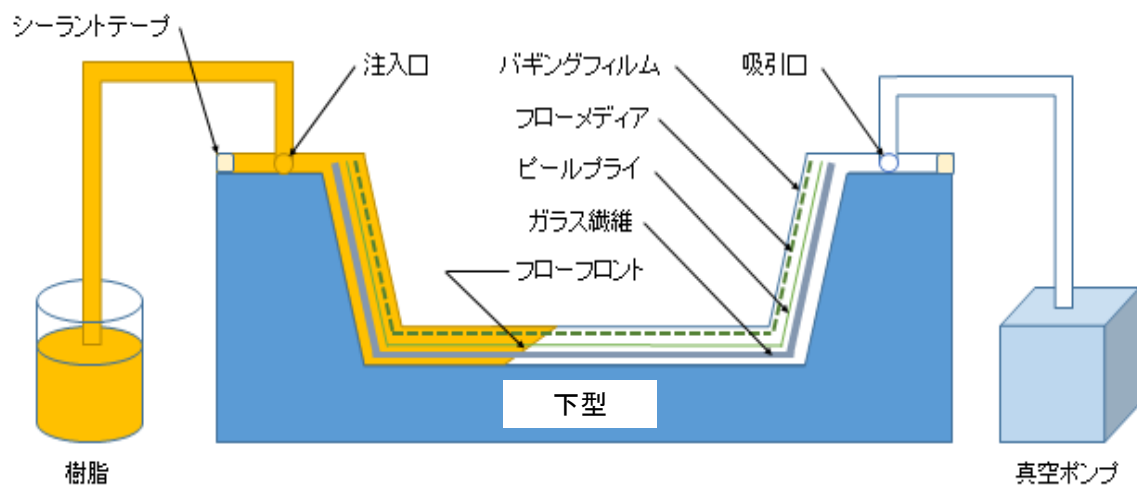 シーラントテープ
注入口
バギングフィルム
吸引口
フローメディア
ピールプライ
ガラス繊維
フローフロント
下型
樹脂
真空ポンプ